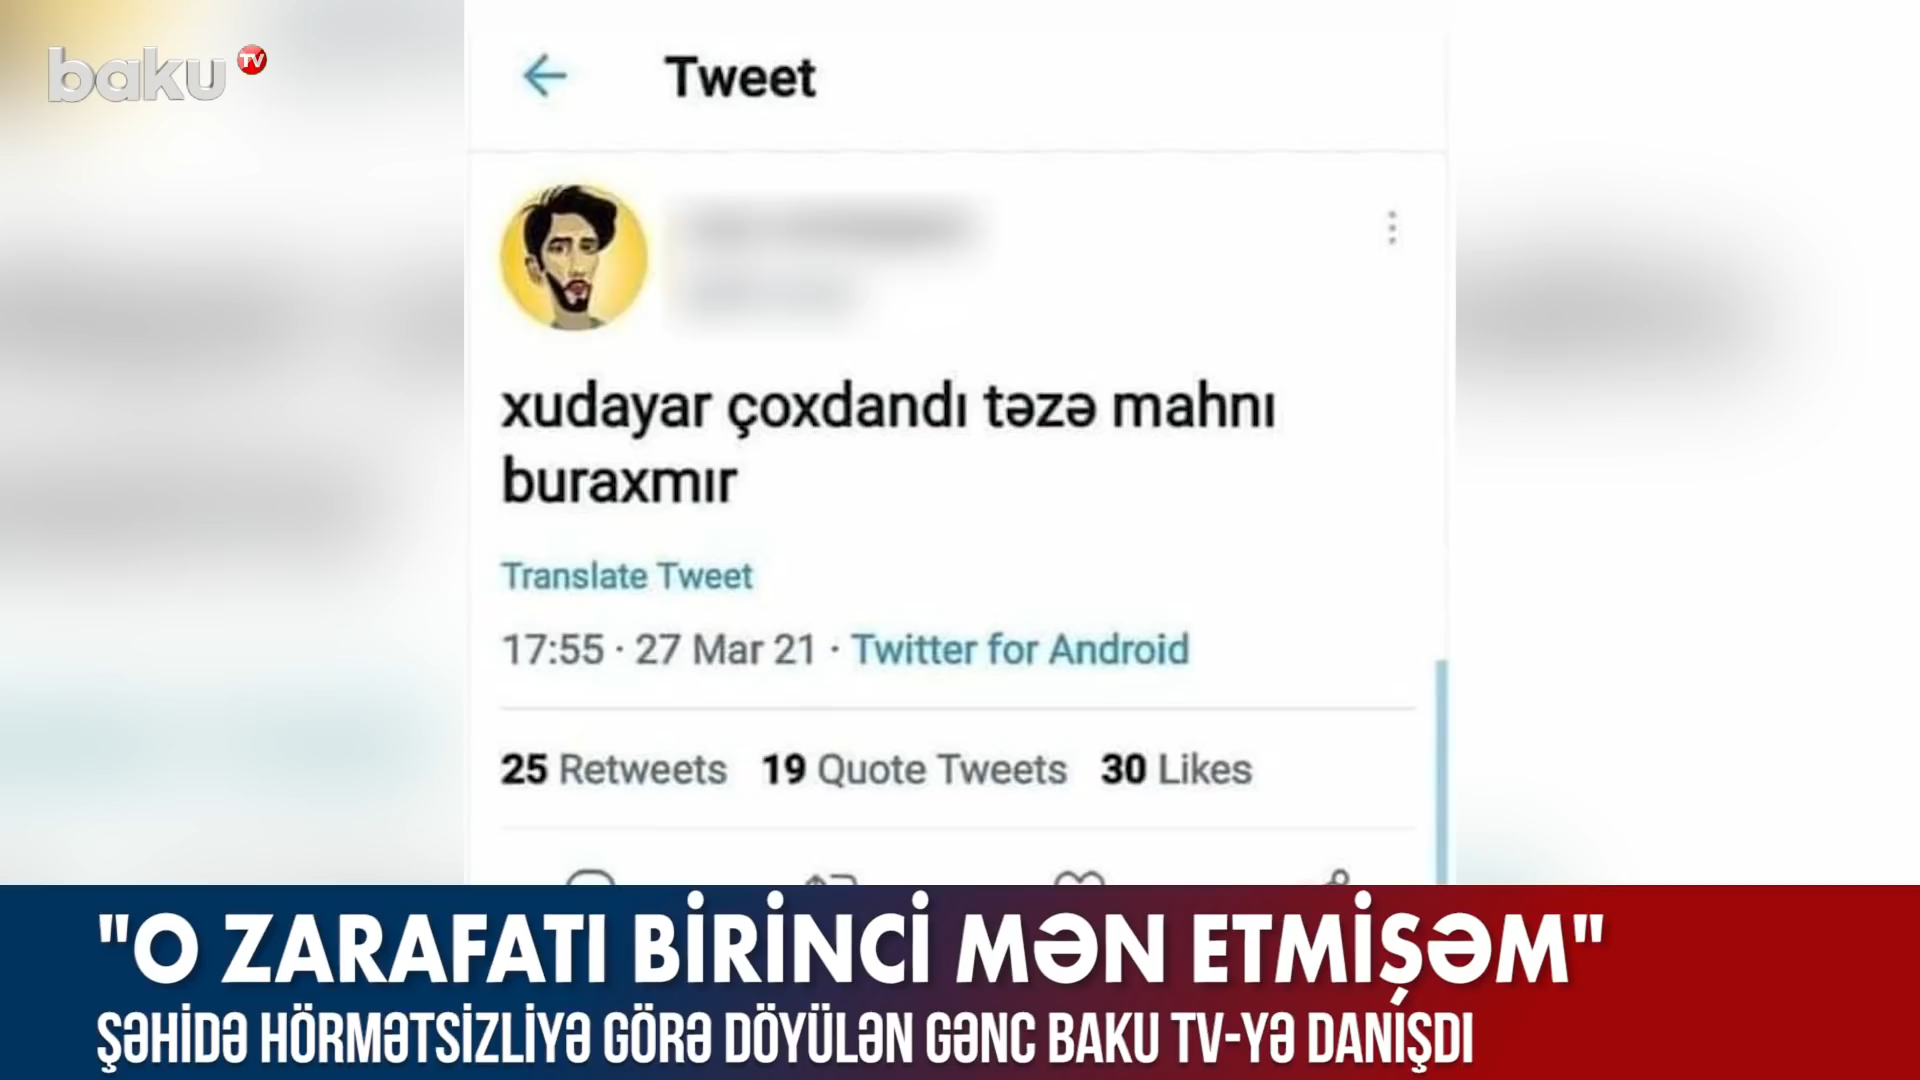 baku TV
Tweet
xudayar çoxdandı təzə mahnı
buraxmır
Translate Tweet
17:55 · 27 Mar 21 · Twitter for Android
25 Retweets 19 Quote Tweets 30 Likes
"O ZARAFATI BİRİNCİ MƏN ETMİŞƏM"
ŞƏHİDƏ HÖRMƏTSİZLİYƏ GÖRƏ DÖYÜLƏN GƏNC BAKU TV-YƏ DANIŞDI